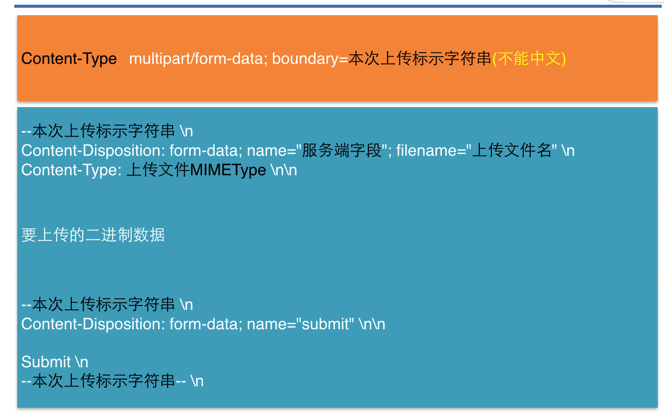 Content-Type multipart/form-data; boundary=本次上传标示字符串(不能中文)
--本次上传标示字符串 \n
Content-Disposition: form-data; name="服务端字段"; filename="上传文件名" \n
Content-Type: 上传文件MIMEType \n\n
要上传的二进制数据
--本次上传标示字符串 \n
Content-Disposition: form-data; name="submit" \n\n
Submit \n
--本次上传标示字符串-- \n